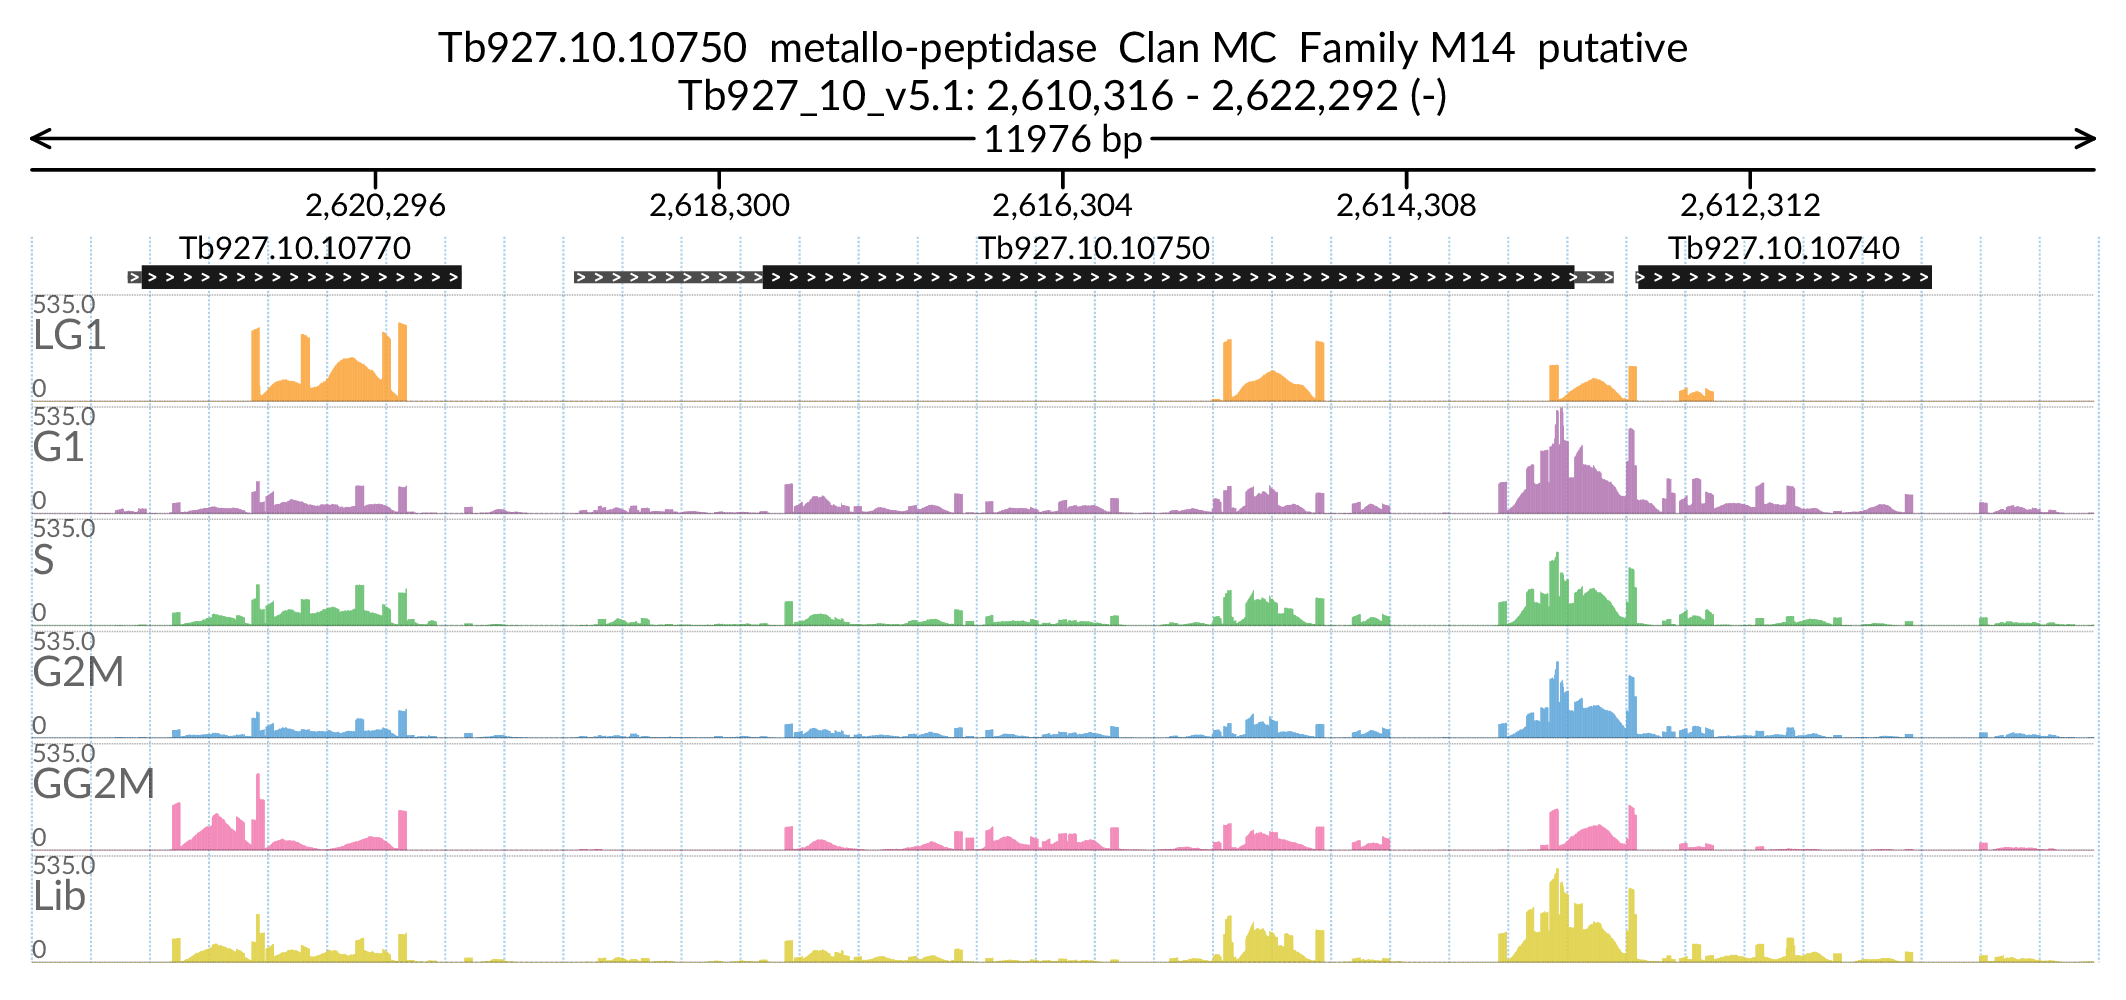 Tb927.10.10750 metallo-peptidase Clan MC Family M14 putative
Tb927_10_v5.1: 2,610,316 - 2,622,292 (-)
11976 bp
2,620,296 2,618,300 2,616,304 2,614,308 2,612,312
Tb927.10.10770 Tb927.10.10750 Tb927.10.10740
535.0
LG1
0
535.0
G1
0
535.0
S
0
535.0
G2M
0
535.0
GG2M
0
535.0
Lib
0